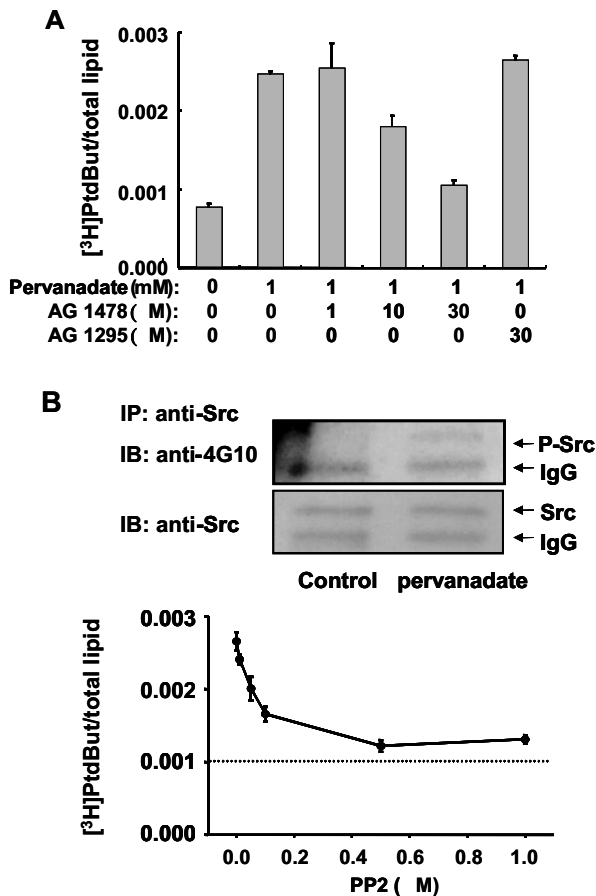 A
[³H]PtdBut/total lipid
0.003
0.002
0.001
0.000
Pervanadate(mM): 0 1 1 1 1 1
AG 1478 ( M): 0 0 1 10 30 0
AG 1295 ( M): 0 0 0 0 0 30
B
IP: anti-Src
IB: anti-4G10
P-Src
IgG
IB: anti-Src
Src
IgG
Control pervanadate
[³H]PtdBut/total lipid
0.003
0.002
0.001
0.000
0.0 0.2 0.4 0.6 0.8 1.0
PP2 ( M)